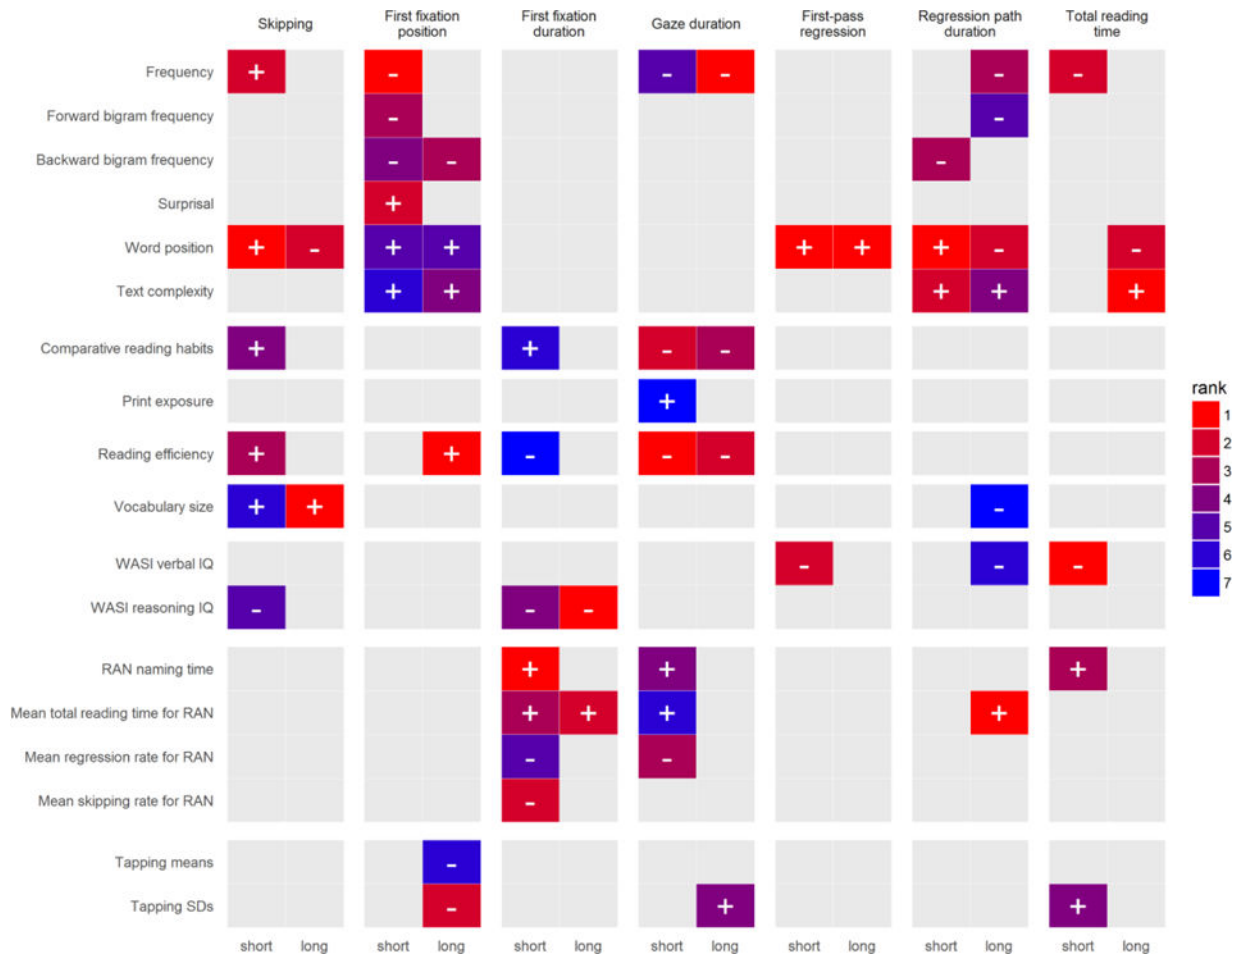 Skipping
First fixation
position
First fixation
duration
Gaze duration
First-pass
regression
Regression path
duration
Total reading
time
Frequency + - - - - -
Forward bigram frequency - -
Backward bigram frequency - - -
Surprisal +
Word position + - + + + + + - -
Text complexity + + + + +
Comparative reading habits + + - -
Print exposure +
Reading efficiency + + - - -
Vocabulary size + + -
WASI verbal IQ - - -
WASI reasoning IQ - - -
RAN naming time + + +
Mean total reading time for RAN + + + +
Mean regression rate for RAN - -
Mean skipping rate for RAN -
Tapping means -
Tapping SDs - + +
short long short long short long short long short long short long short long
rank
1
2
3
4
5
6
7